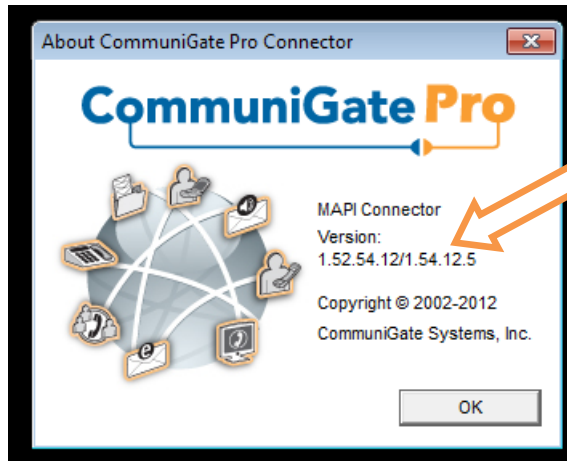 About CommuniGate Pro Connector
CommuniGate Pro
MAPI Connector
Version:
1.52.54.12/1.54.12.5
Copyright © 2002-2012
CommuniGate Systems, Inc.
e
OK